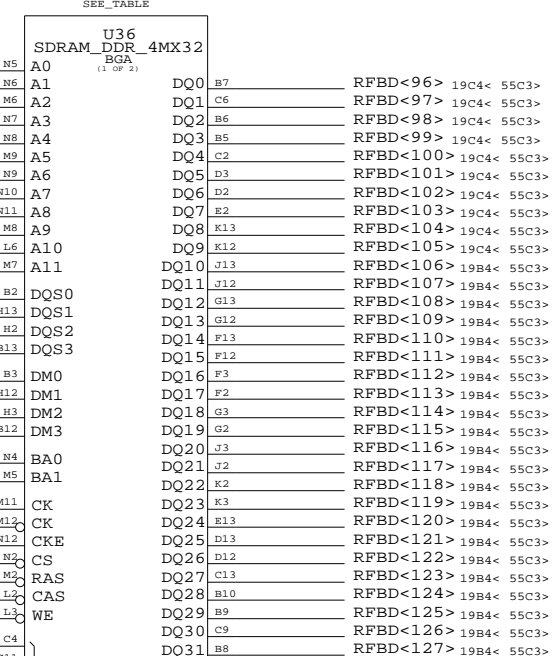 SEE_TABLE
U36
SDRAM_DDR_4MX32
BGA
(1 OF 2)
N5 A0
N6 A1 DQ0 B7 RFBD<96> 19C4< 55C3>
M6 A2 DQ1 C6 RFBD<97> 19C4< 55C3>
N7 A3 DQ2 B6 RFBD<98> 19C4< 55C3>
N8 A4 DQ3 B5 RFBD<99> 19C4< 55C3>
M9 A5 DQ4 C2 RFBD<100> 19C4< 55C3>
N9 A6 DQ5 D3 RFBD<101> 19C4< 55C3>
N10 A7 DQ6 D2 RFBD<102> 19C4< 55C3>
N11 A8 DQ7 E2 RFBD<103> 19C4< 55C3>
M8 A9 DQ8 K13 RFBD<104> 19C4< 55C3>
L6 A10 DQ9 K12 RFBD<105> 19C4< 55C3>
M7 A11 DQ10 J13 RFBD<106> 19B4< 55C3>
DQ11 J12 RFBD<107> 19B4< 55C3>
B2 DQS0 DQ12 G13 RFBD<108> 19B4< 55C3>
H13 DQS1 DQ13 G12 RFBD<109> 19B4< 55C3>
H2 DQS2 DQ14 F13 RFBD<110> 19B4< 55C3>
B13 DQS3 DQ15 F12 RFBD<111> 19B4< 55C3>
B3 DM0 DQ16 F3 RFBD<112> 19B4< 55C3>
H12 DM1 DQ17 F2 RFBD<113> 19B4< 55C3>
H3 DM2 DQ18 G3 RFBD<114> 19B4< 55C3>
B12 DM3 DQ19 G2 RFBD<115> 19B4< 55C3>
DQ20 J3 RFBD<116> 19B4< 55C3>
N4 BA0 DQ21 J2 RFBD<117> 19B4< 55C3>
M5 BA1 DQ22 K2 RFBD<118> 19B4< 55C3>
M11 CK DQ23 K3 RFBD<119> 19B4< 55C3>
M12 CK DQ24 E13 RFBD<120> 19B4< 55C3>
N12 CKE DQ25 D13 RFBD<121> 19B4< 55C3>
N2 CS DQ26 D12 RFBD<122> 19B4< 55C3>
M2 RAS DQ27 C13 RFBD<123> 19B4< 55C3>
L2 CAS DQ28 B10 RFBD<124> 19B4< 55C3>
L3 WE DQ29 B9 RFBD<125> 19B4< 55C3>
DQ30 C9 RFBD<126> 19B4< 55C3>
C4 DQ31 B8 RFBD<127> 19B4< 55C3>